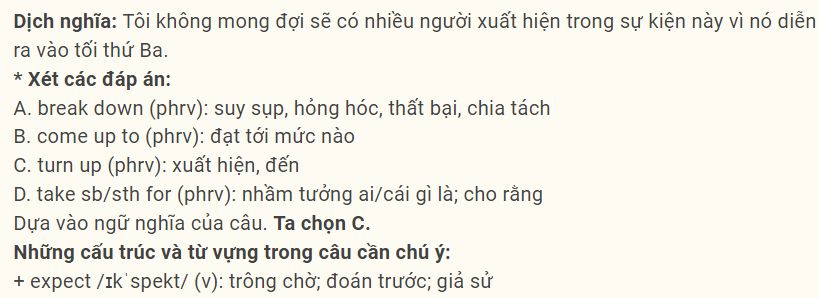 Dịch nghĩa: Tôi không mong đợi sẽ có nhiều người xuất hiện trong sự kiện này vì nó diễn
ra vào tối thứ Ba.
* Xét các đáp án:
A. break down (phrv): suy sụp, hỏng hóc, thất bại, chia tách
B. come up to (phrv): đạt tới mức nào
C. turn up (phrv): xuất hiện, đến
D. take sb/sth for (phrv): nhầm tưởng ai/cái gì là; cho rằng
Dựa vào ngữ nghĩa của câu. Ta chọn C.
Những cấu trúc và từ vựng trong câu cần chú ý:
+ expect /ɪkˈspekt/ (v): trông chờ; đoán trước; giả sử